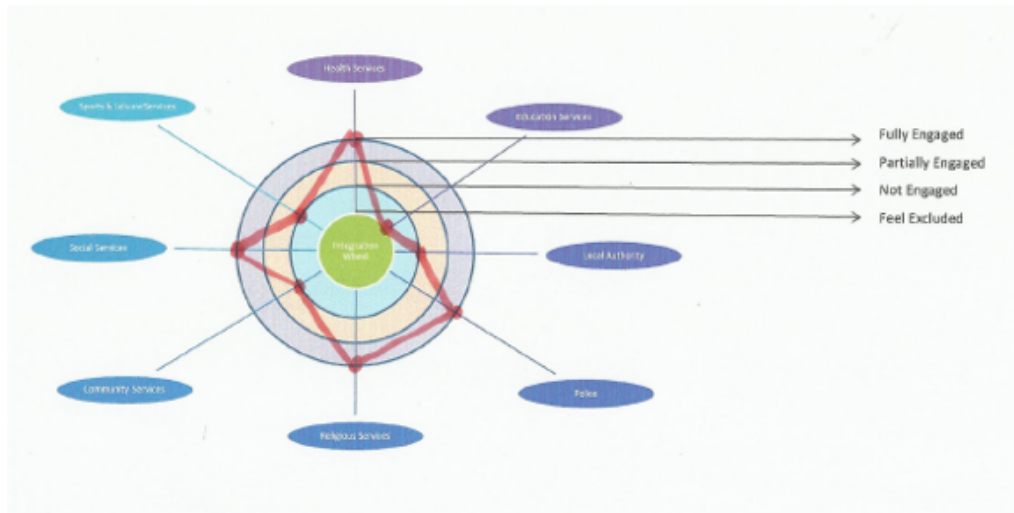 Health Services
Sports & Leisure Services
Education Services
Fully Engaged
Partially Engaged
Not Engaged
Feel Excluded
Integration
Wheel
Social Services
Local Authority
Community Services
Police
Religious Services